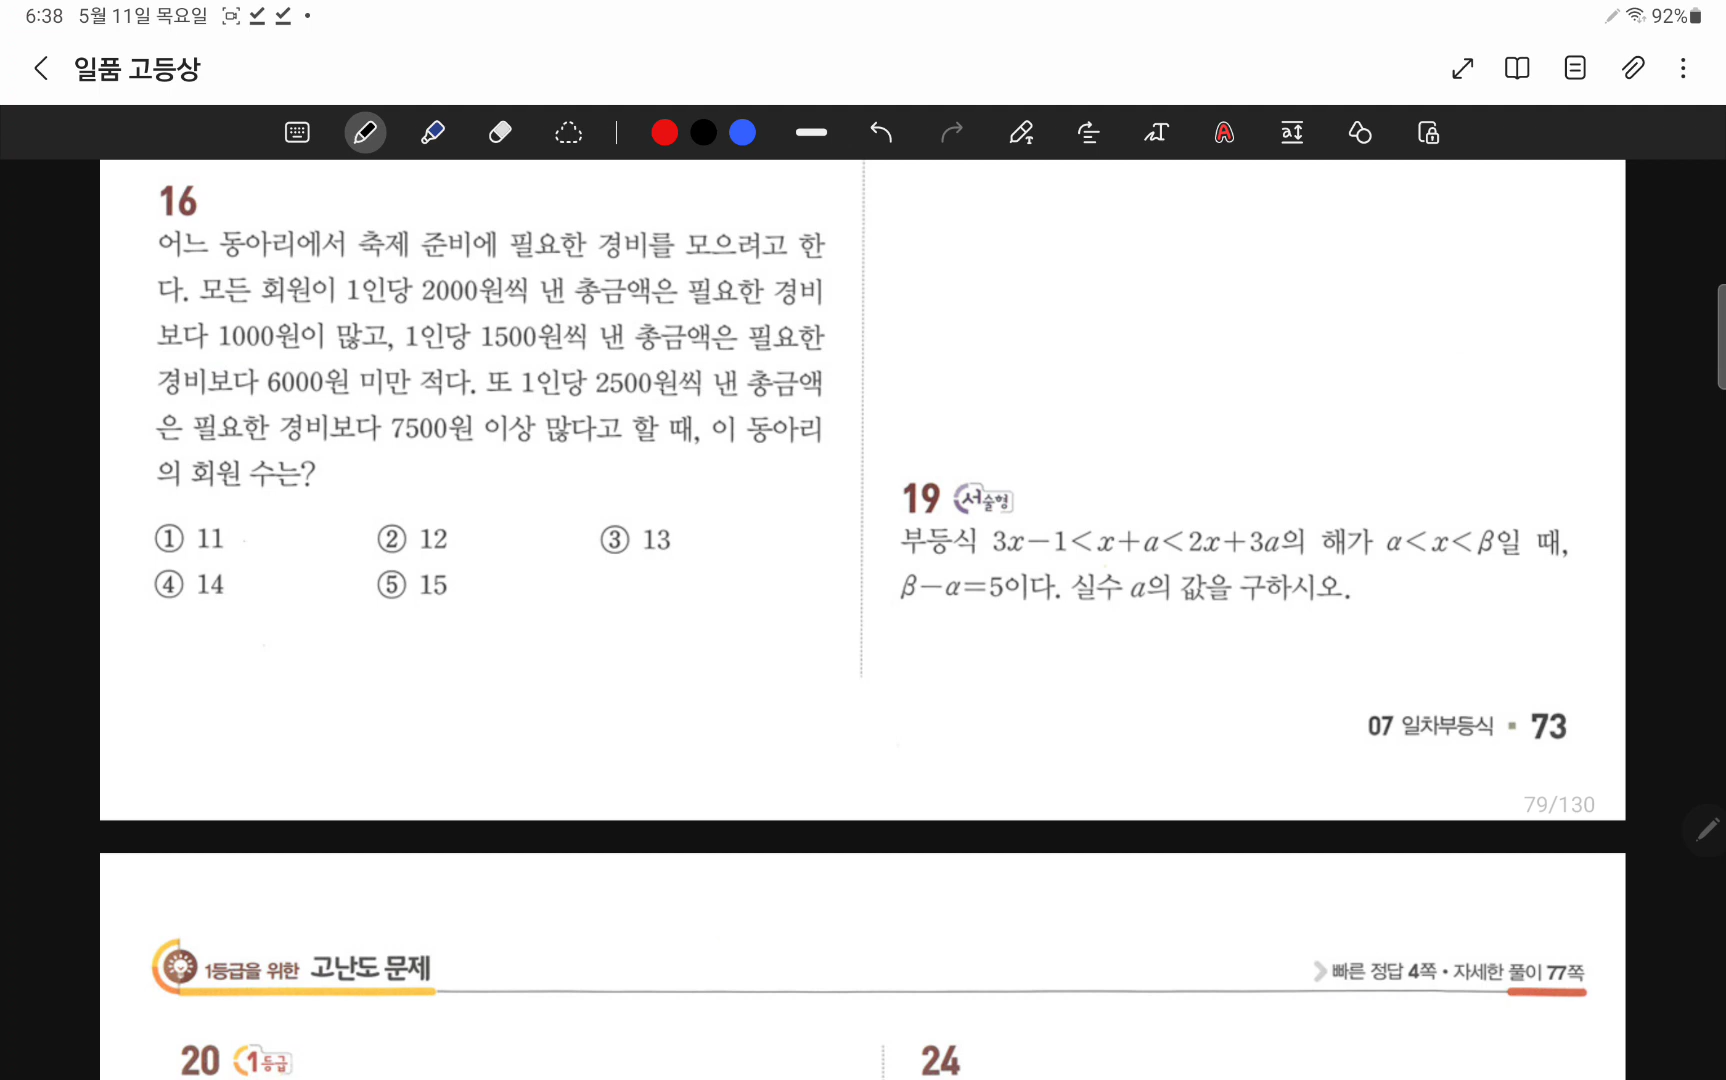 6:38 5월 11일 목요일
92%
일품 고등상
16
어느 동아리에서 축제 준비에 필요한 경비를 모으려고 한
다. 모든 회원이 1인당 2000원씩 낸 총금액은 필요한 경비
보다 1000원이 많고, 1인당 1500원씩 낸 총금액은 필요한
경비보다 6000원 미만 적다. 또 1인당 2500원씩 낸 총금액
은 필요한 경비보다 7500원 이상 많다고 할 때, 이 동아리
의 회원 수는?
① 11 ② 12 ③ 13
④ 14 ⑤ 15
19 서술형
부등식 3x-1<x+a<2x+3a의 해가 α<x<β일 때,
β-α=5이다. 실수 a의 값을 구하시오.
07 일차부등식 ▪ 73
79/130
1등급을 위한 고난도 문제
빠른 정답 4쪽 • 자세한 풀이 77쪽
20 1등급
24